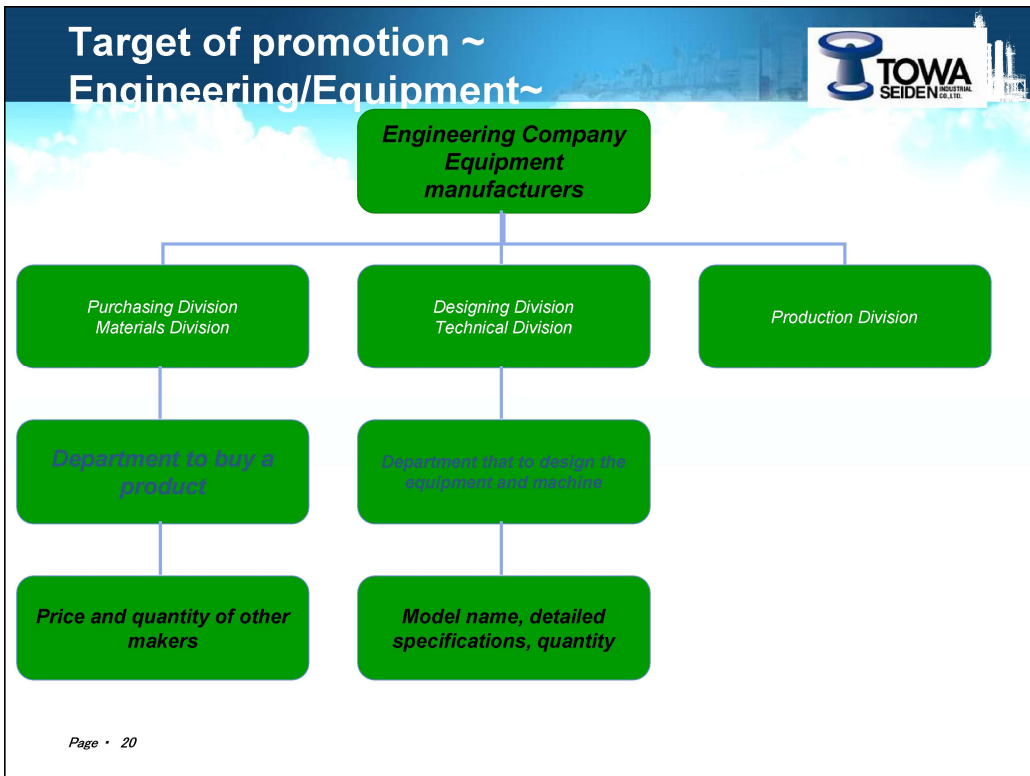 Target of promotion ~
Engineering/Equipment~
TOWA
SEIDEN INDUSTRIAL CO.,LTD.
Engineering Company
Equipment
manufacturers
Purchasing Division
Materials Division
Designing Division
Technical Division
Production Division
Department to buy a
product
Department that to design the
equipment and machine
Price and quantity of other
makers
Model name, detailed
specifications, quantity
Page ・ 20